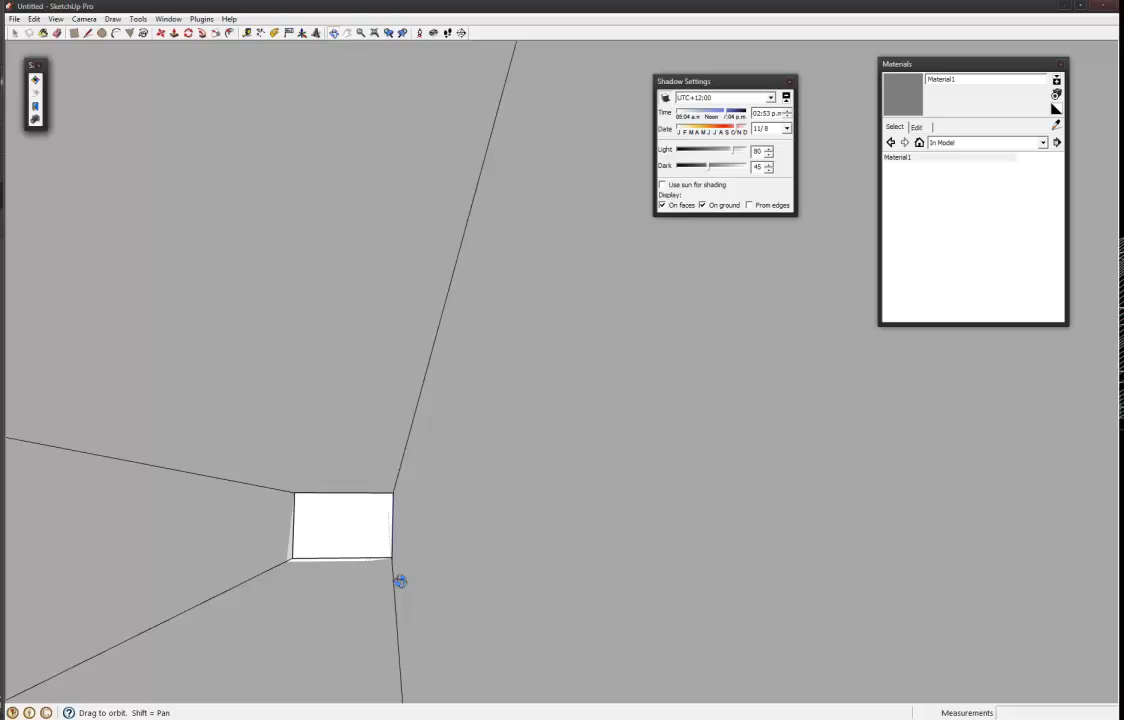 Untitled - SketchUp Pro
File Edit View Camera Draw Tools Window Plugins Help
S..
Shadow Settings
UTC+12:00
Time
02:53 p.m
Noon
Date
J F M A M J J A S O N D
11/ 8
Light
80
Dark
45
Use sun for shading
Display:
On faces On ground From edges
Materials
Material1
Select Edit
In Model
Material1
Drag to orbit. Shift = Pan
Measurements